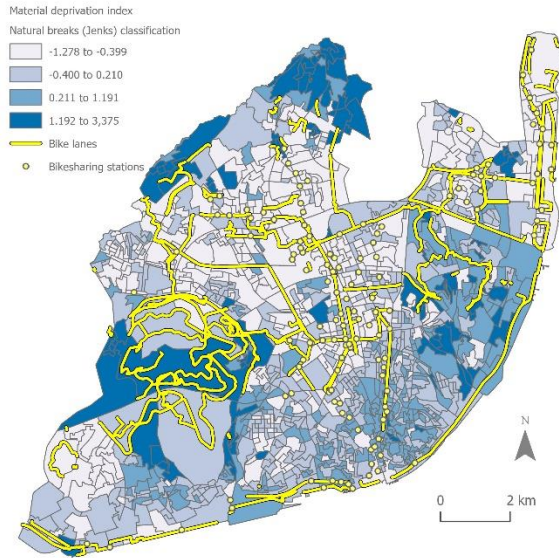 Material deprivation index
Natural breaks (Jenks) classification
-1.278 to -0.399
-0.400 to 0.210
0.211 to 1.191
1.192 to 3,375
Bike lanes
Bikesharing stations
N
0 2 km